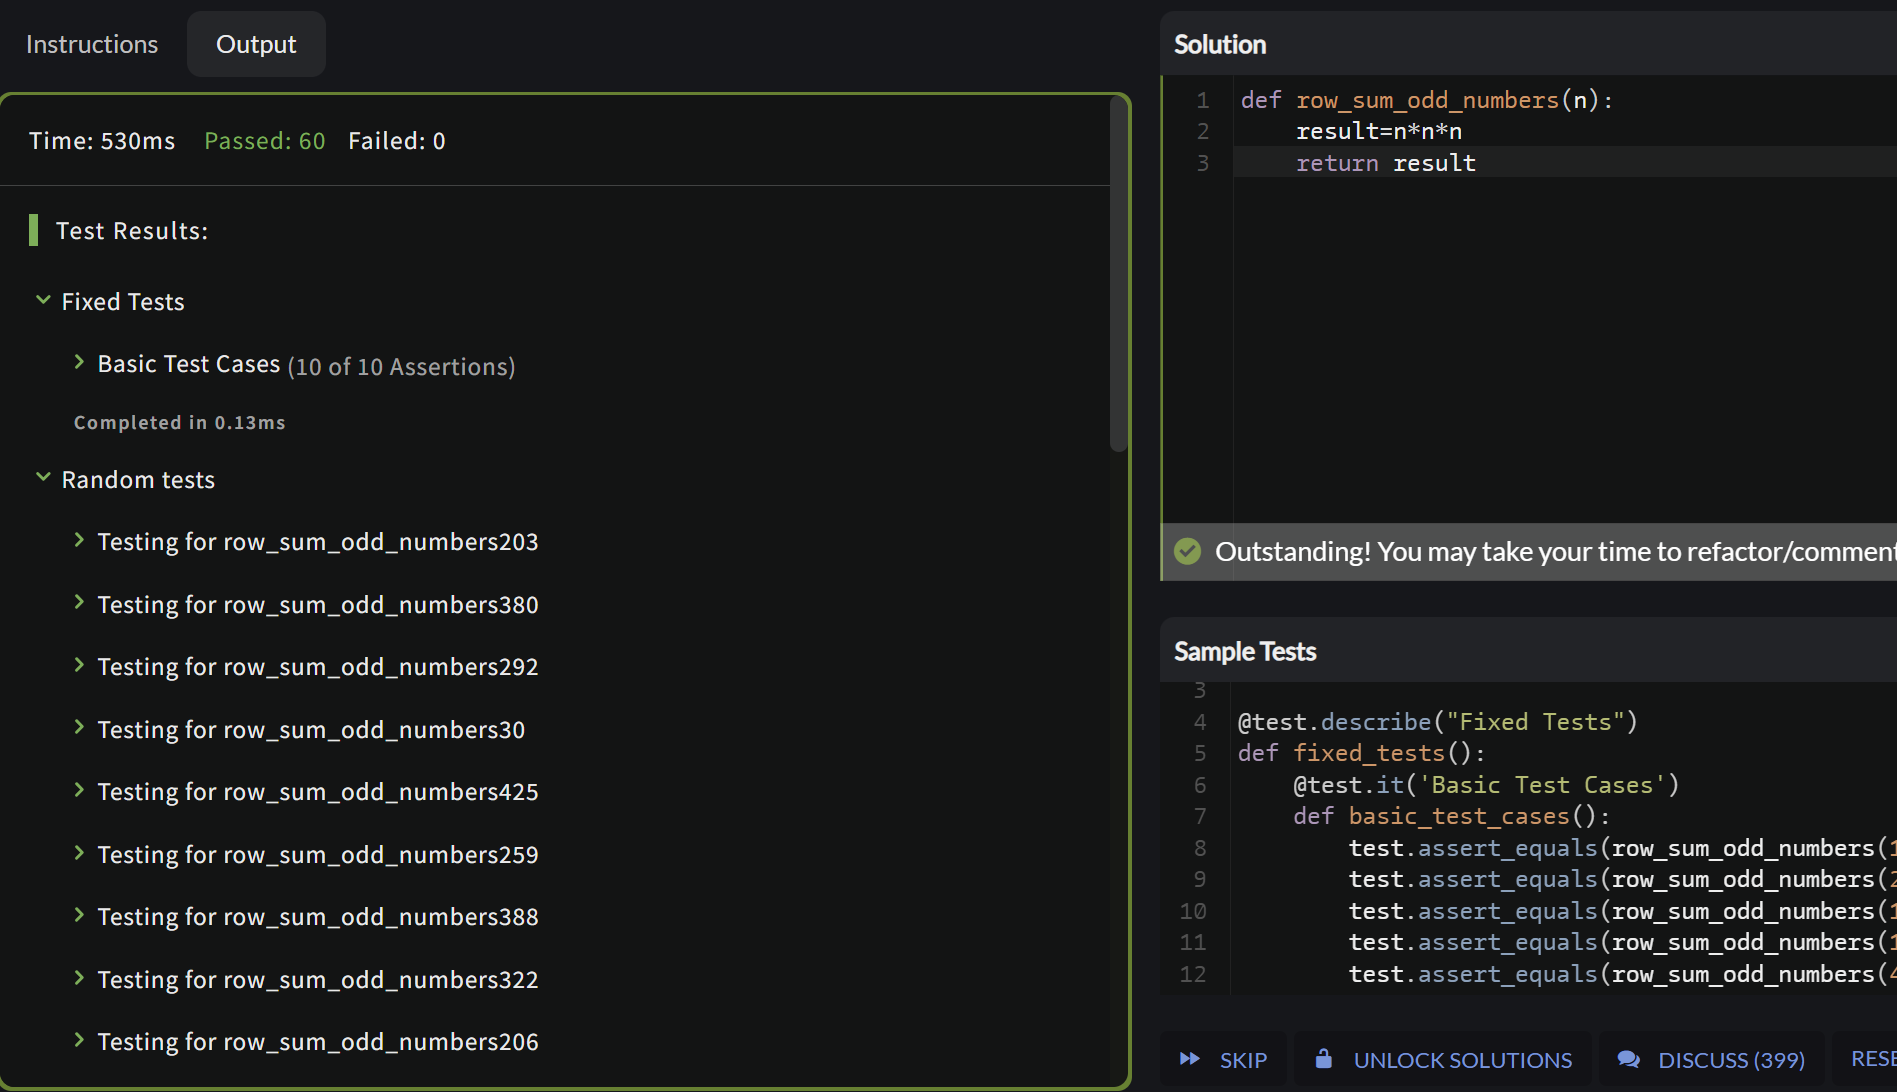 Instructions
Output
Time: 530ms Passed: 60 Failed: 0
Test Results:
Fixed Tests
Basic Test Cases (10 of 10 Assertions)
Completed in 0.13ms
Random tests
Testing for row_sum_odd_numbers203
Testing for row_sum_odd_numbers380
Testing for row_sum_odd_numbers292
Testing for row_sum_odd_numbers30
Testing for row_sum_odd_numbers425
Testing for row_sum_odd_numbers259
Testing for row_sum_odd_numbers388
Testing for row_sum_odd_numbers322
Testing for row_sum_odd_numbers206
Solution
1 def row_sum_odd_numbers(n):
2 result=n*n*n
3 return result
Outstanding! You may take your time to refactor/comment
Sample Tests
3
4 @test.describe("Fixed Tests")
5 def fixed_tests():
6 @test.it('Basic Test Cases')
7 def basic_test_cases():
8 test.assert_equals(row_sum_odd_numbers(1
9 test.assert_equals(row_sum_odd_numbers(2
10 test.assert_equals(row_sum_odd_numbers(1
11 test.assert_equals(row_sum_odd_numbers(1
12 test.assert_equals(row_sum_odd_numbers(4
SKIP
UNLOCK SOLUTIONS
DISCUSS (399)
RESE